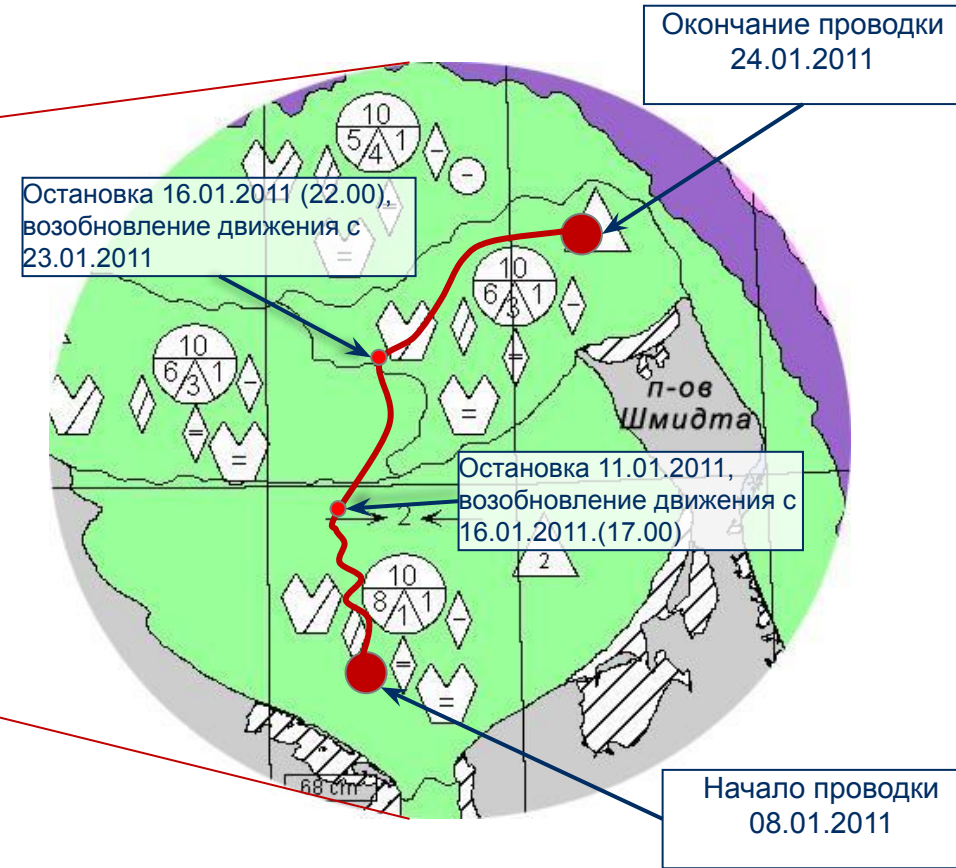 Окончание проводки
24.01.2011
10
5 4 1
-
-
Остановка 16.01.2011 (22.00),
возобновление движения с
23.01.2011
=
10
6 3 1
-
=
=
10
6 3 1
-
=
=
п-ов
Шмидта
Остановка 11.01.2011,
возобновление движения с
16.01.2011.(17.00)
2
2
10
8 1 1
-
=
=
68 cm
Начало проводки
08.01.2011